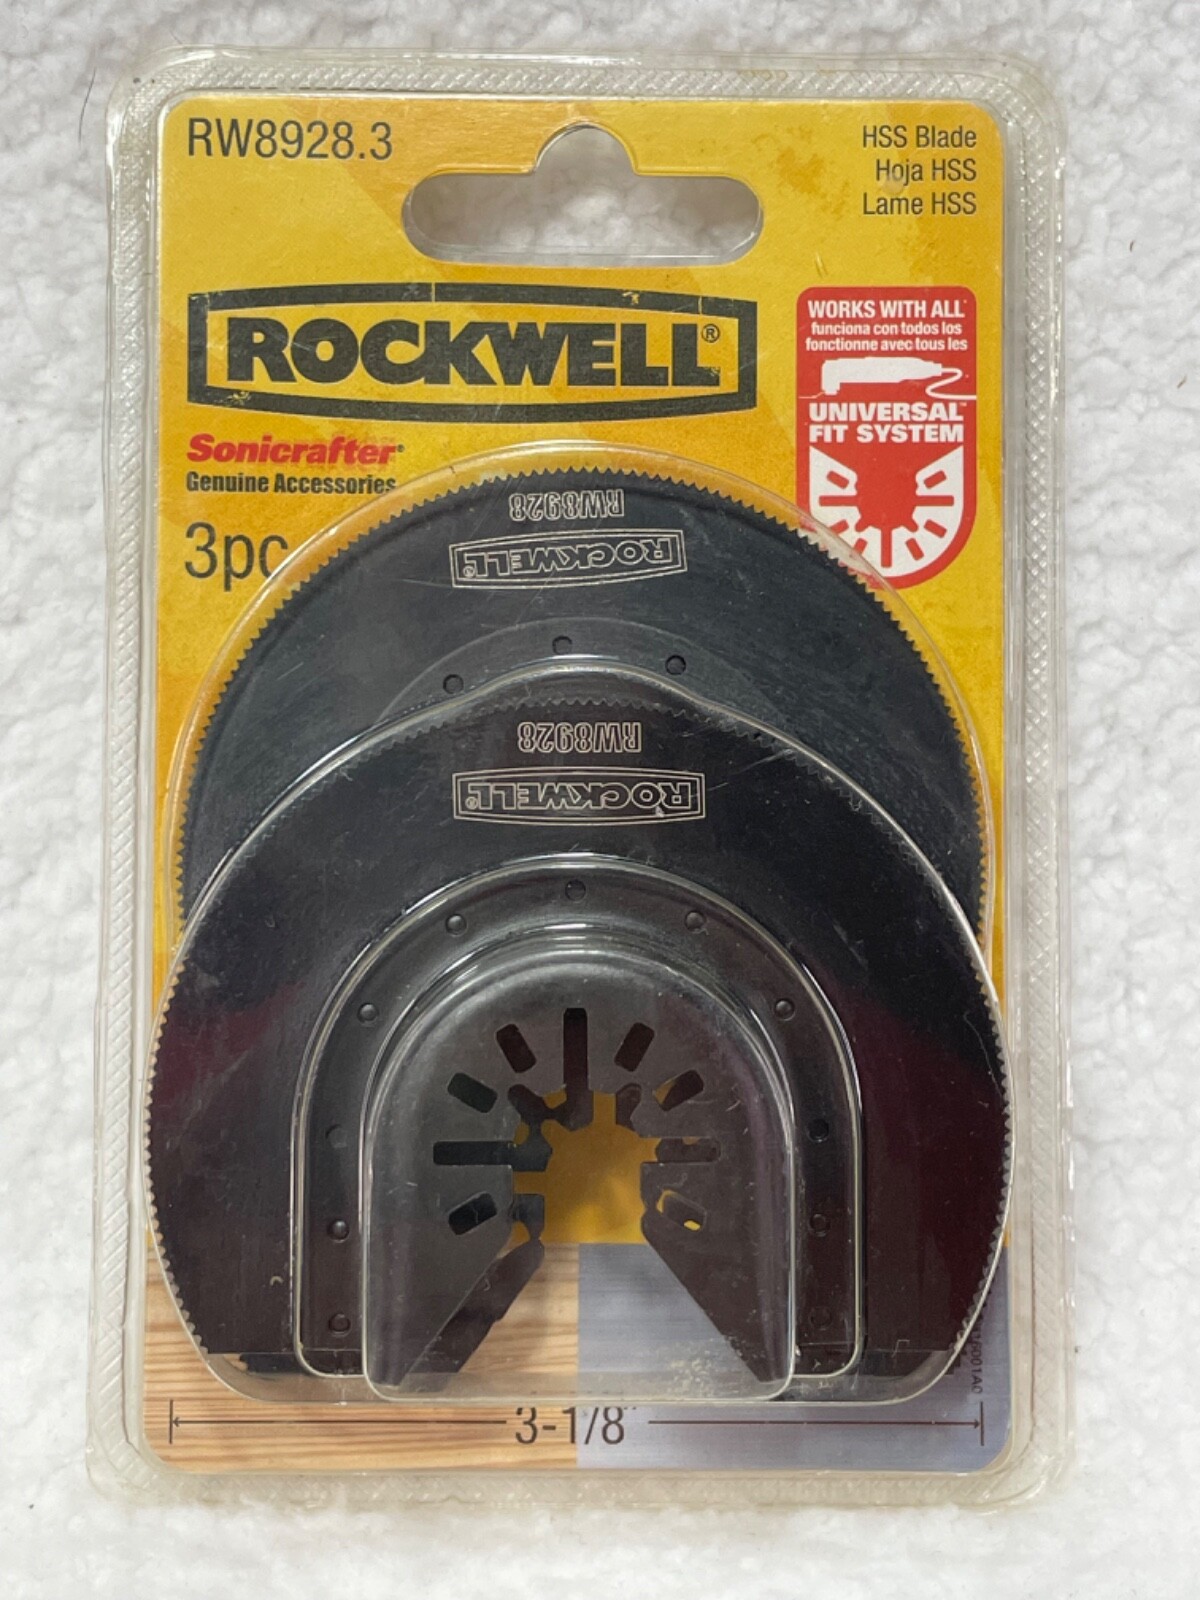 RW8928.3
HSS Blade
Hoja HSS
Lame HSS
ROCKWELL®
WORKS WITH ALL*
funciona con todos los
fonctionne avec tous les
UNIVERSAL™
FIT SYSTEM
Sonicrafter®
Genuine Accessories
3pc
RW8928
ROCKWELL®
RW8928
ROCKWELL®
3-1/8"